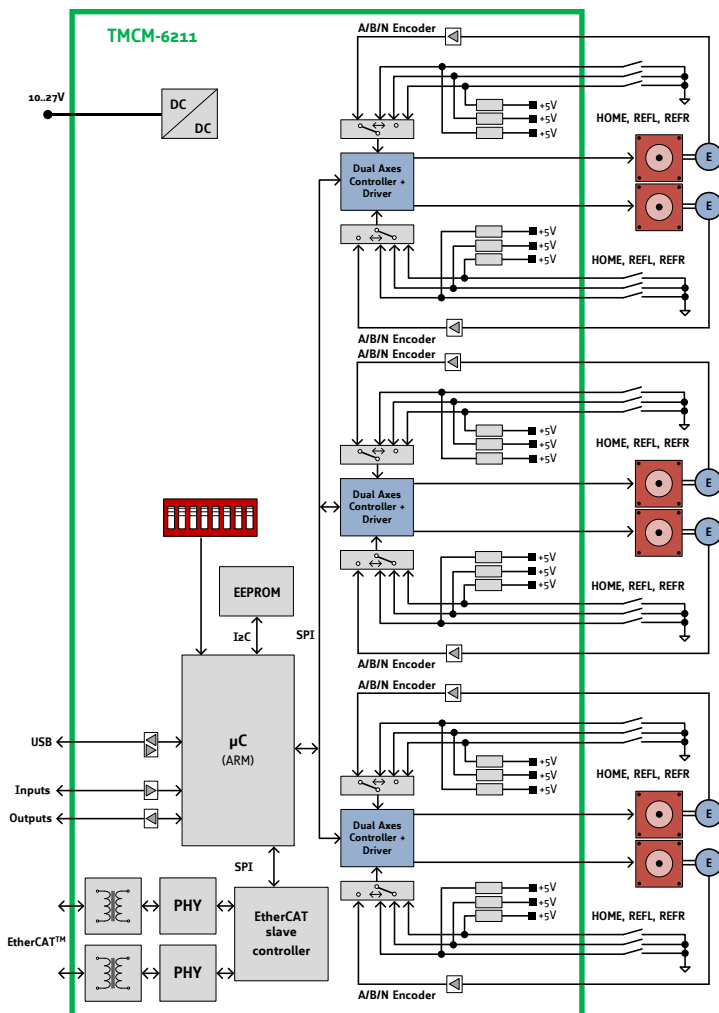 TMCM-6211
A/B/N Encoder
10..27V
DC
DC
+5V
+5V
+5V
HOME, REFL, REFR
E
Dual Axes
Controller +
Driver
E
+5V
+5V
+5V
HOME, REFL, REFR
A/B/N Encoder
A/B/N Encoder
+5V
+5V
+5V
HOME, REFL, REFR
E
Dual Axes
Controller +
Driver
E
+5V
+5V
+5V
HOME, REFL, REFR
A/B/N Encoder
EEPROM
I2C
SPI
A/B/N Encoder
µC
(ARM)
USB
Inputs
Outputs
+5V
+5V
+5V
HOME, REFL, REFR
E
Dual Axes
Controller +
Driver
E
+5V
+5V
+5V
HOME, REFL, REFR
A/B/N Encoder
SPI
PHY
EtherCAT
slave
controller
EtherCAT™
PHY